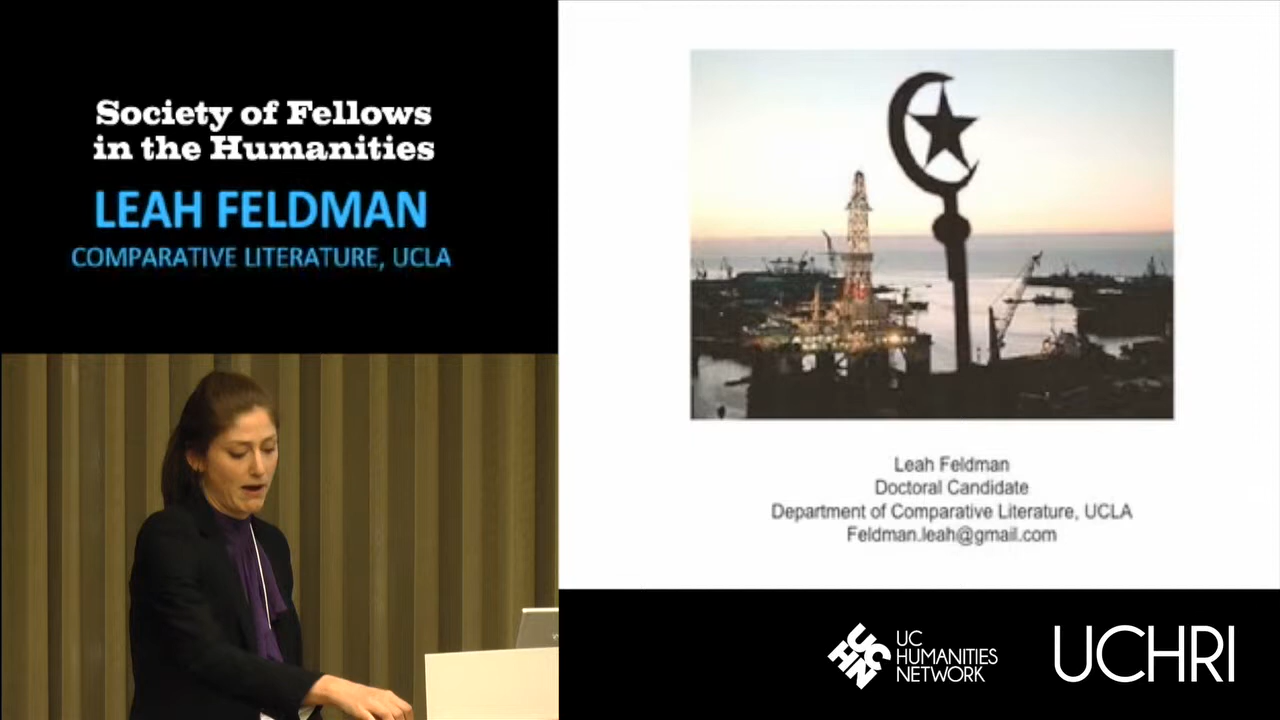 Society of Fellows
in the Humanities
LEAH FELDMAN
COMPARATIVE LITERATURE, UCLA
Leah Feldman
Doctoral Candidate
Department of Comparative Literature, UCLA
Feldman.leah@gmail.com
UCHN
UC
HUMANITIES
NETWORK
UCHRI